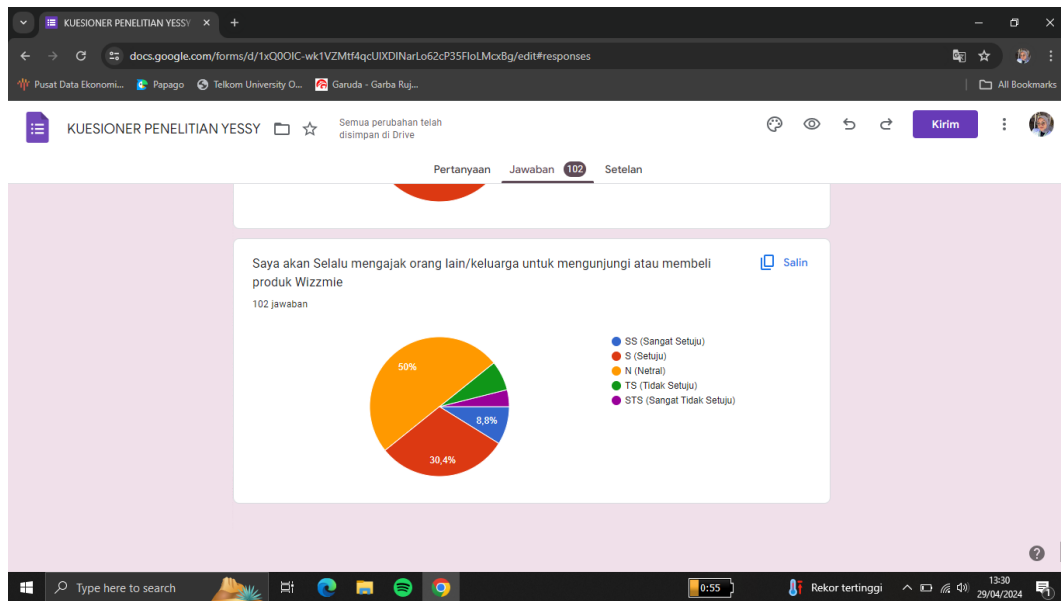 KUESIONER PENELITIAN YESSY
docs.google.com/forms/d/1xQ0OIC-wk1VZMtf4qcUlXDINarLo62cP35FIoLMcxBg/edit#responses
Pusat Data Ekonomi... Papago Telkom University O... Garuda - Garba Ruj... All Bookmarks
KUESIONER PENELITIAN YESSY
Semua perubahan telah
disimpan di Drive
Kirim
Pertanyaan Jawaban 102 Setelan
Saya akan Selalu mengajak orang lain/keluarga untuk mengunjungi atau membeli
produk Wizzmie
Salin
102 jawaban
50%
8,8%
30,4%
SS (Sangat Setuju)
S (Setuju)
N (Netral)
TS (Tidak Setuju)
STS (Sangat Tidak Setuju)
Type here to search
0:55
Rekor tertinggi
13:30
29/04/2024
1